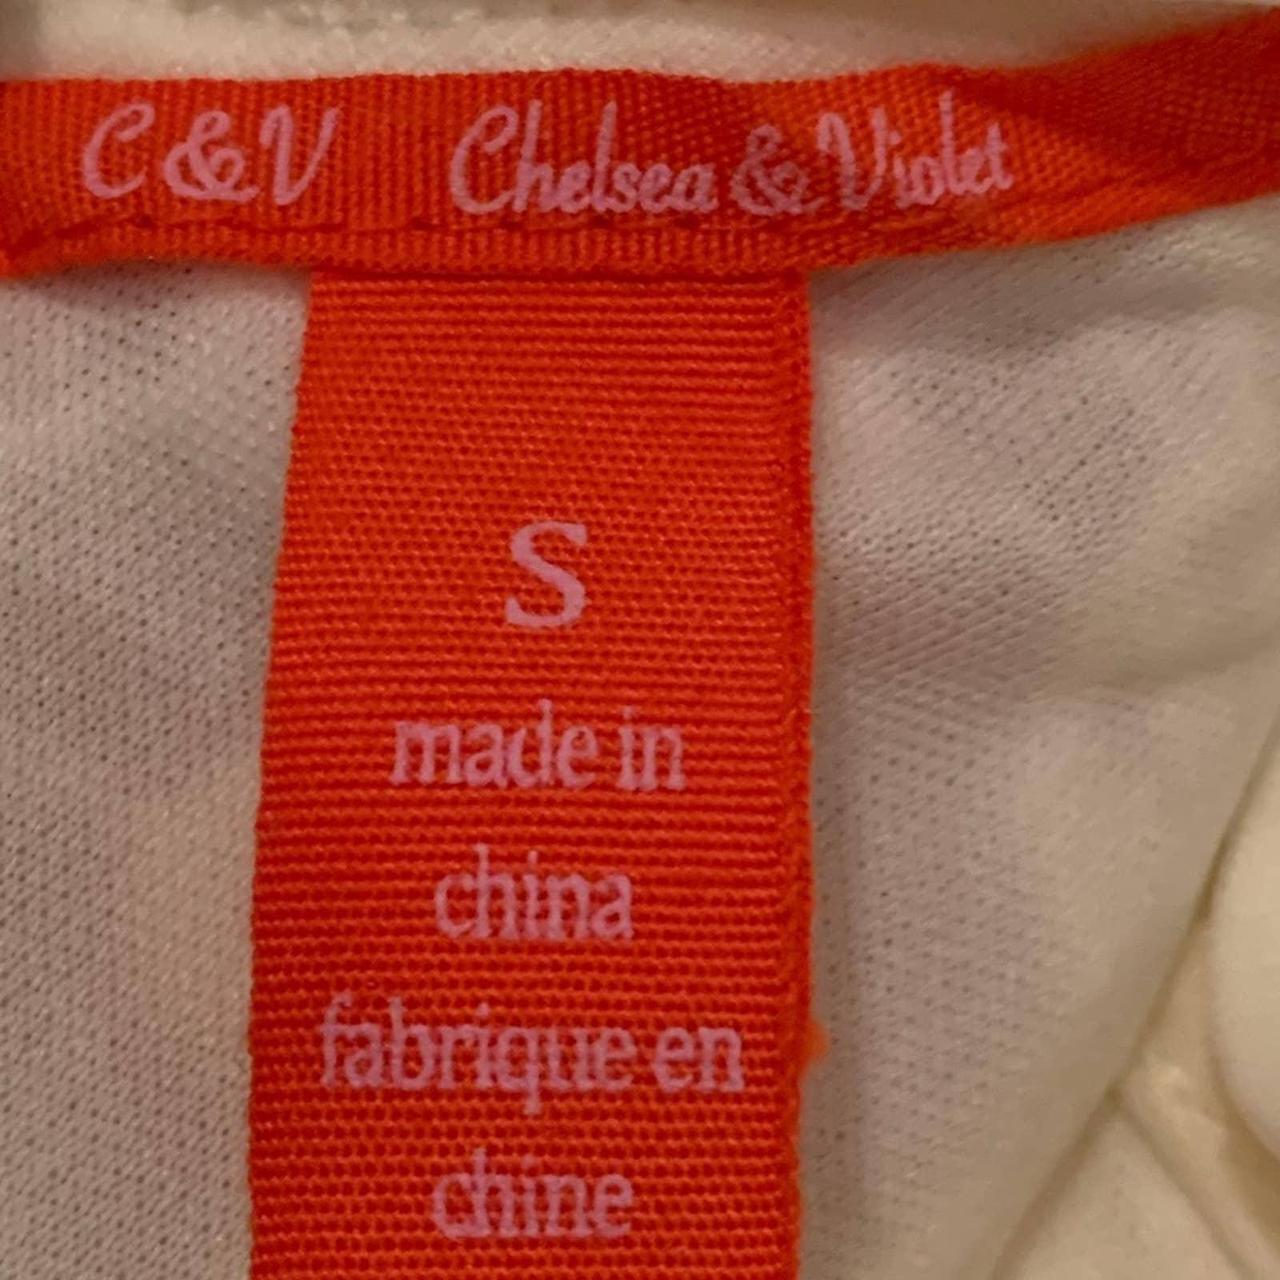 C & V Chelsea & Violet
S
made in
china
fabrique en
chine